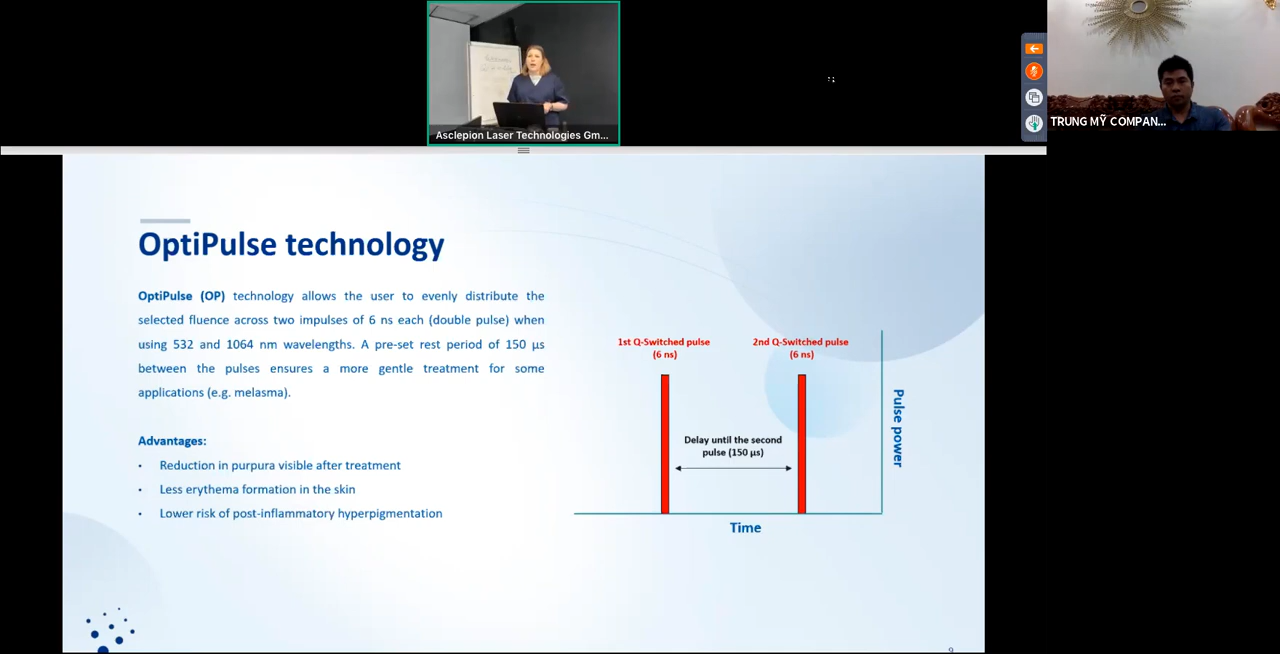 Asclepion Laser Technologies Gm...
TRUNG MỸ COMPAN...
OptiPulse technology
OptiPulse (OP) technology allows the user to evenly distribute the
selected fluence across two impulses of 6 ns each (double pulse) when
using 532 and 1064 nm wavelengths. A pre-set rest period of 150 µs
between the pulses ensures a more gentle treatment for some
applications (e.g. melasma).
Advantages:
• Reduction in purpura visible after treatment
• Less erythema formation in the skin
• Lower risk of post-inflammatory hyperpigmentation
1st Q-Switched pulse
(6 ns)
2nd Q-Switched pulse
(6 ns)
Delay until the second
pulse (150 µs)
Pulse power
Time
9